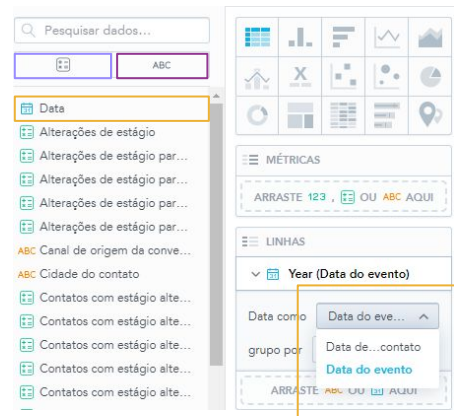 Pesquisar dados...
ABC
Data
Alterações de estágio
Alterações de estágio par...
Alterações de estágio par...
Alterações de estágio par...
Alterações de estágio par...
ABC Canal de origem da conve...
ABC Cidade do contato
Contatos com estágio alte...
Contatos com estágio alte...
Contatos com estágio alte...
Contatos com estágio alte...
Contatos com estágio alte...
MÉTRICAS
ARRASTE 123 , OU ABC AQUI
LINHAS
Year (Data do evento)
Data como Data do eve...
Data de...contato
grupo por
Data do evento
ARRASTE ABC OU AQUI